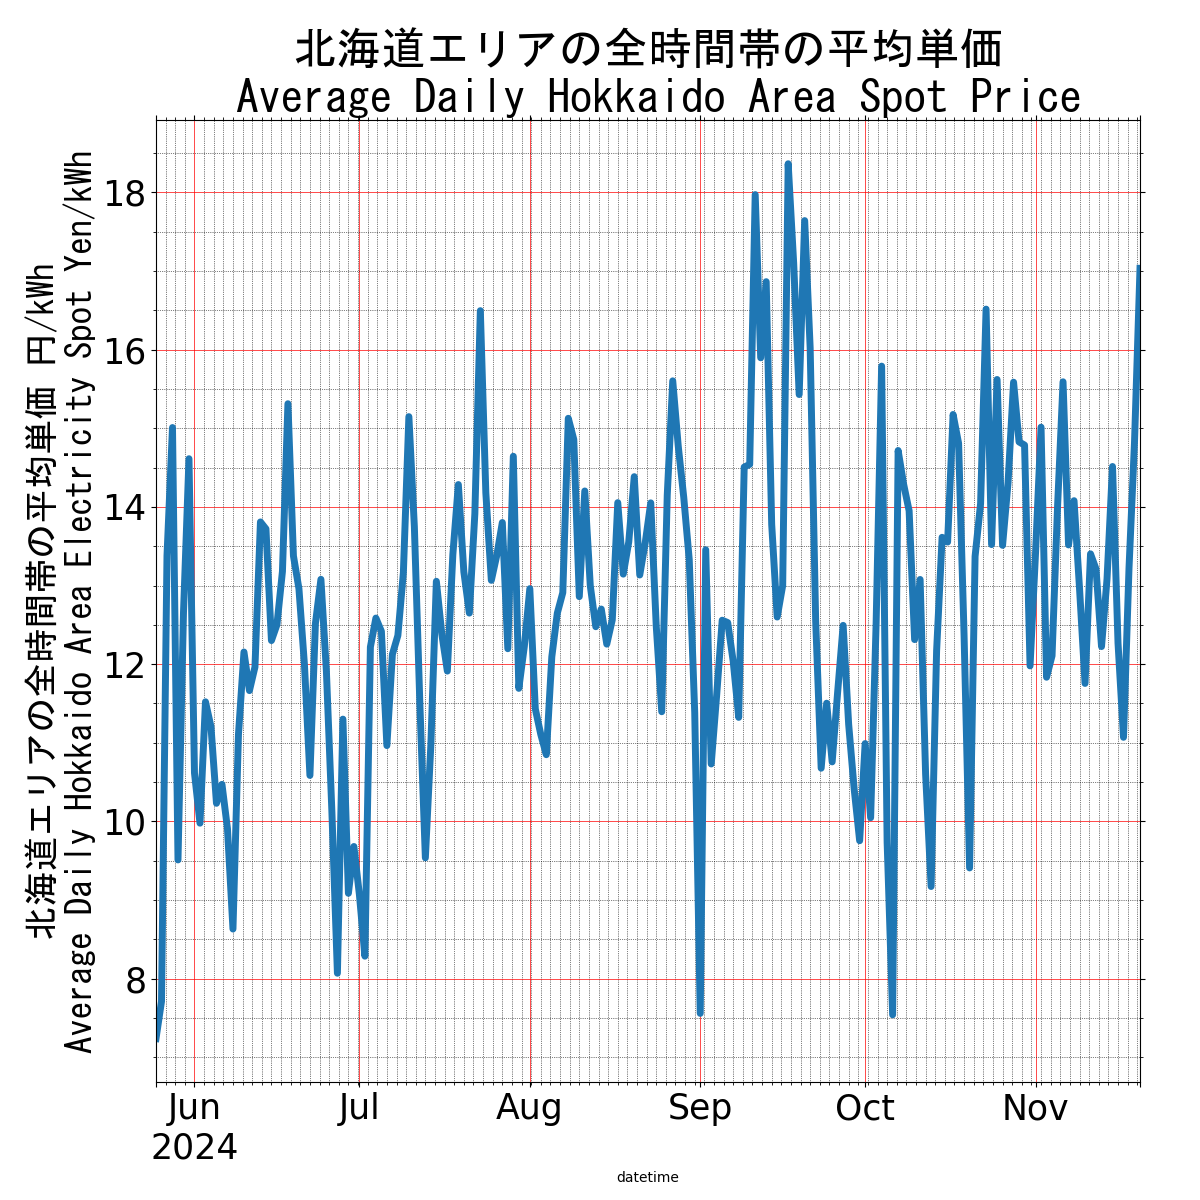 北海道エリアの全時間帯の平均単価
Average Daily Hokkaido Area Spot Price
北海道エリアの全時間帯の平均単価 円/kWh
Average Daily Hokkaido Area Electricity Spot Yen/kWh
18
16
14
12
10
8
Jun
2024
Jul
Aug
Sep
Oct
Nov
datetime